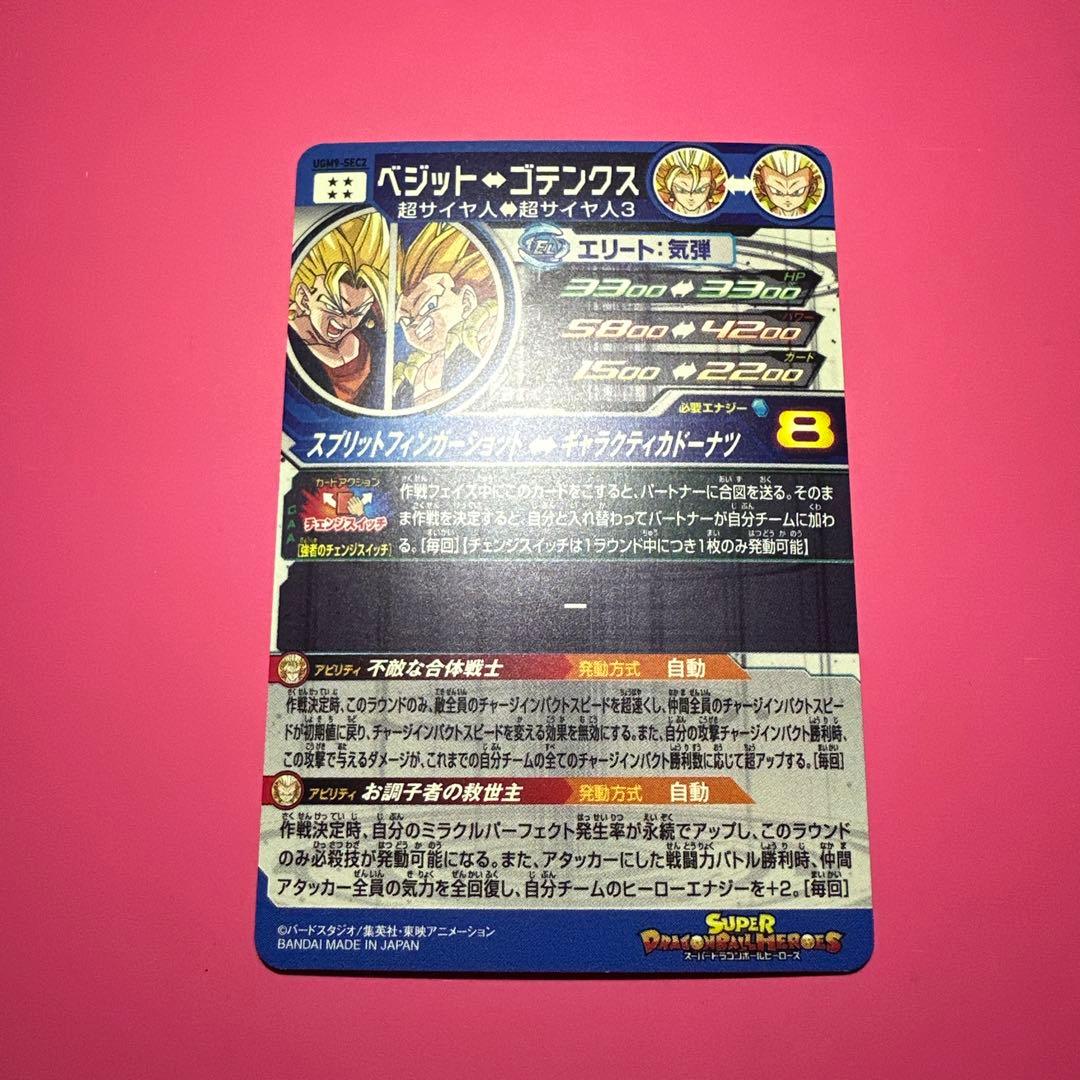 UGM9-SEC2
ベジット⇔ゴテンクス
超サイヤ人⇔超サイヤ人3
エリート:気弾
HP
3300⇔3300
パワー
5800⇔4200
ガード
1500⇔2200
必要エナジー
8
スプリットフィンガーショット⇔ギャラクティカドーナツ
CAA
カードアクション
チェンジスイッチ
[強者のチェンジスイッチ]
作戦フェイズ中にこのカードをこすると、パートナーに合図を送る。そのま
ま作戦を決定すると、自分と入れ替わってパートナーが自分チームに加わ
る。[毎回]【チェンジスイッチは1ラウンド中につき1枚のみ発動可能】
ー
アビリティ 不敵な合体戦士 発動方式 自動
作戦決定時、このラウンドのみ、敵全員のチャージインパクトスピードを超速くし、仲間全員のチャージインパクトスピー
ドが初期値に戻り、チャージインパクトスピードを変える効果を無効にする。また、自分の攻撃チャージインパクト勝利時、
この攻撃で与えるダメージが、これまでの自分チームの全てのチャージインパクト勝利数に応じて超アップする。[毎回]
アビリティ お調子者の救世主 発動方式 自動
作戦決定時、自分のミラクルパーフェクト発生率が永続でアップし、このラウンド
のみ必殺技が発動可能になる。また、アタッカーにした戦闘力バトル勝利時、仲間
アタッカー全員の気力を全回復し、自分チームのヒーローエナジーを+2。[毎回]
©バードスタジオ/集英社・東映アニメーション
BANDAI MADE IN JAPAN
SUPER
DRAGONBALL HEROES
スーパードラゴンボールヒーローズ